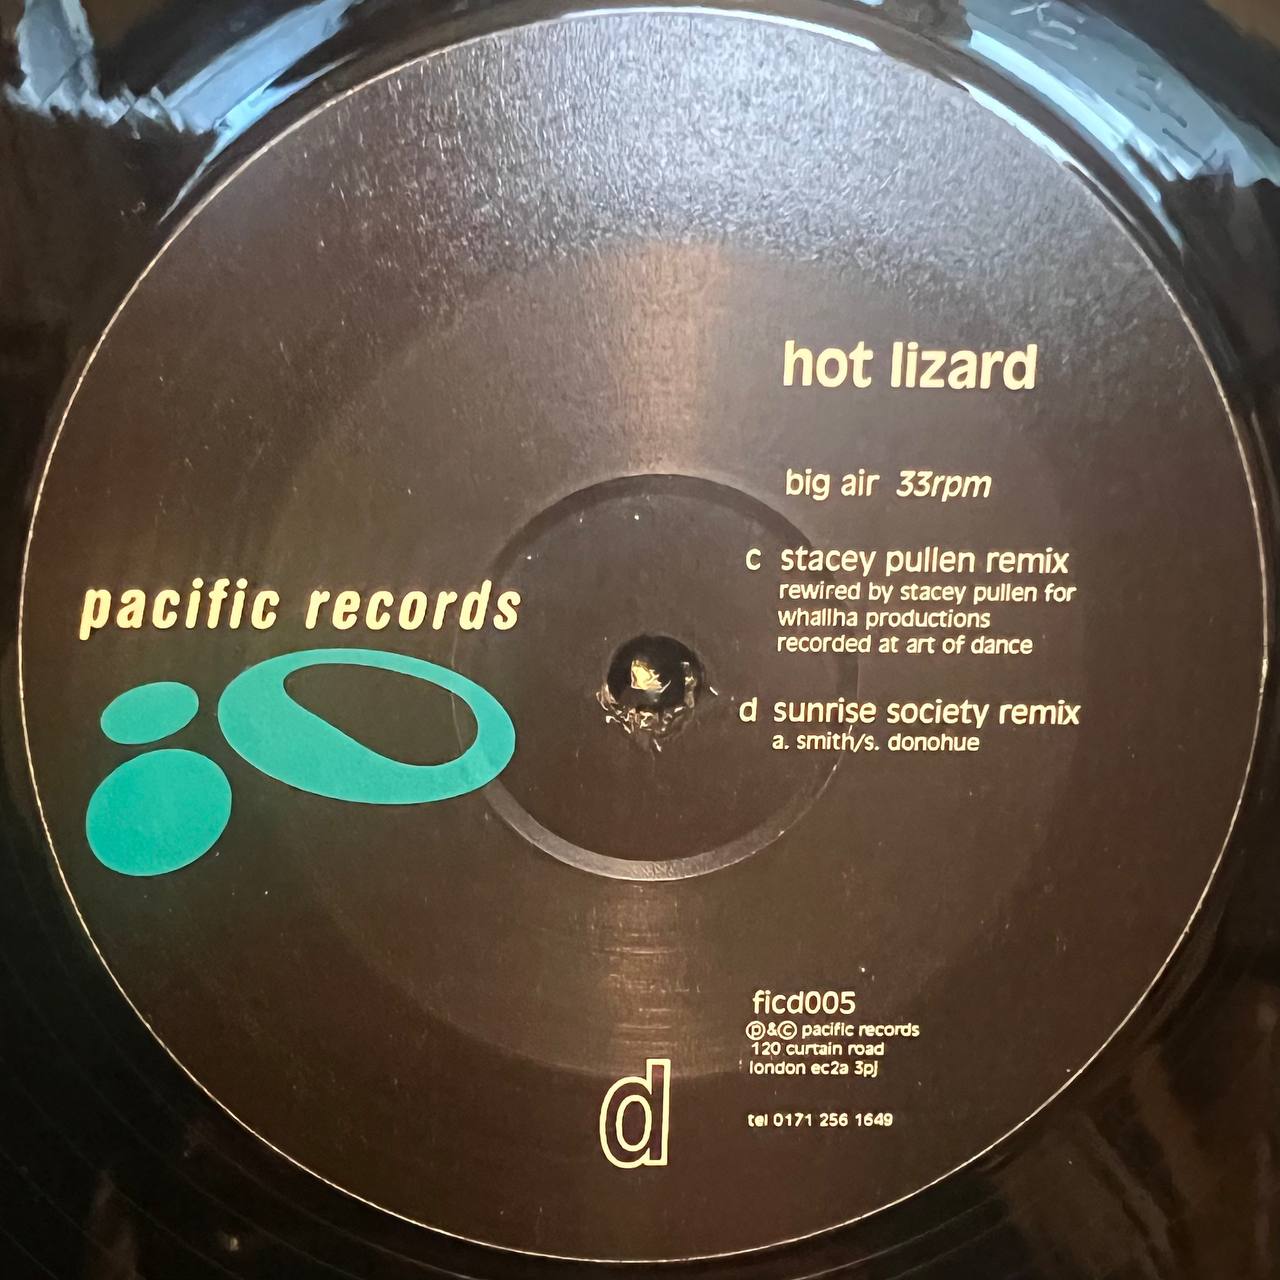 hot lizard
big air 33rpm
c stacey pullen remix
rewired by stacey pullen for
whallha productions
recorded at art of dance
d sunrise society remix
a. smith/s. donohue
pacific records
ficd005
℗&© pacific records
120 curtain road
london ec2a 3pj
tel 0171 256 1649
d